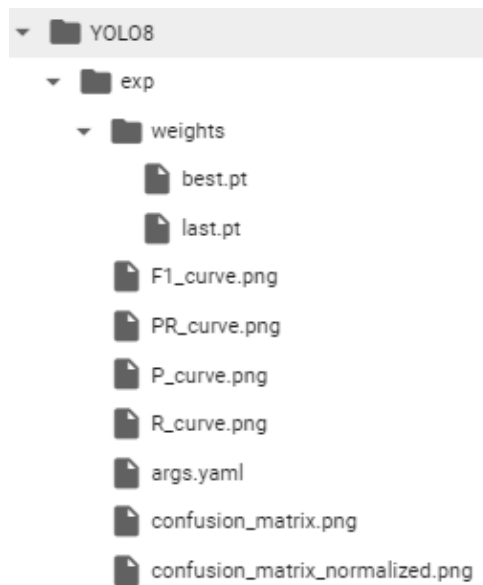 YOLO8
exp
weights
best.pt
last.pt
F1_curve.png
PR_curve.png
P_curve.png
R_curve.png
args.yaml
confusion_matrix.png
confusion_matrix_normalized.png